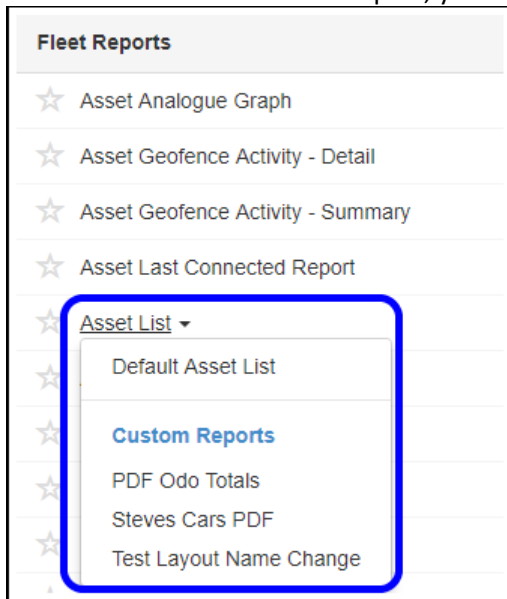 Fleet Reports
Asset Analogue Graph
Asset Geofence Activity - Detail
Asset Geofence Activity - Summary
Asset Last Connected Report
Asset List
Default Asset List
Custom Reports
PDF Odo Totals
Steves Cars PDF
Test Layout Name Change